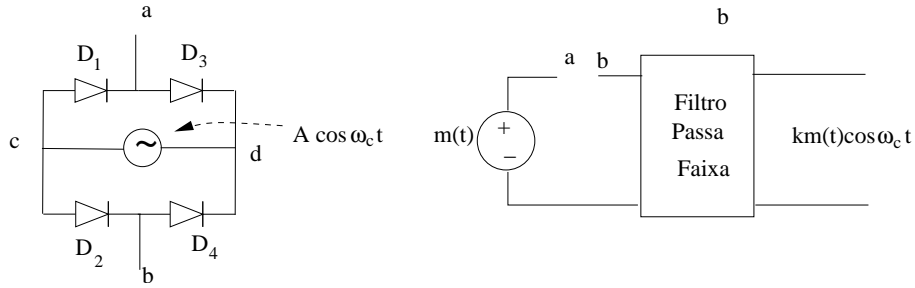 a
D1
D3
c
~
A cos ωc t
d
D2
D4
b
b
a
b
m(t)
+
−
Filtro
Passa
Faixa
km(t)cos ωc t